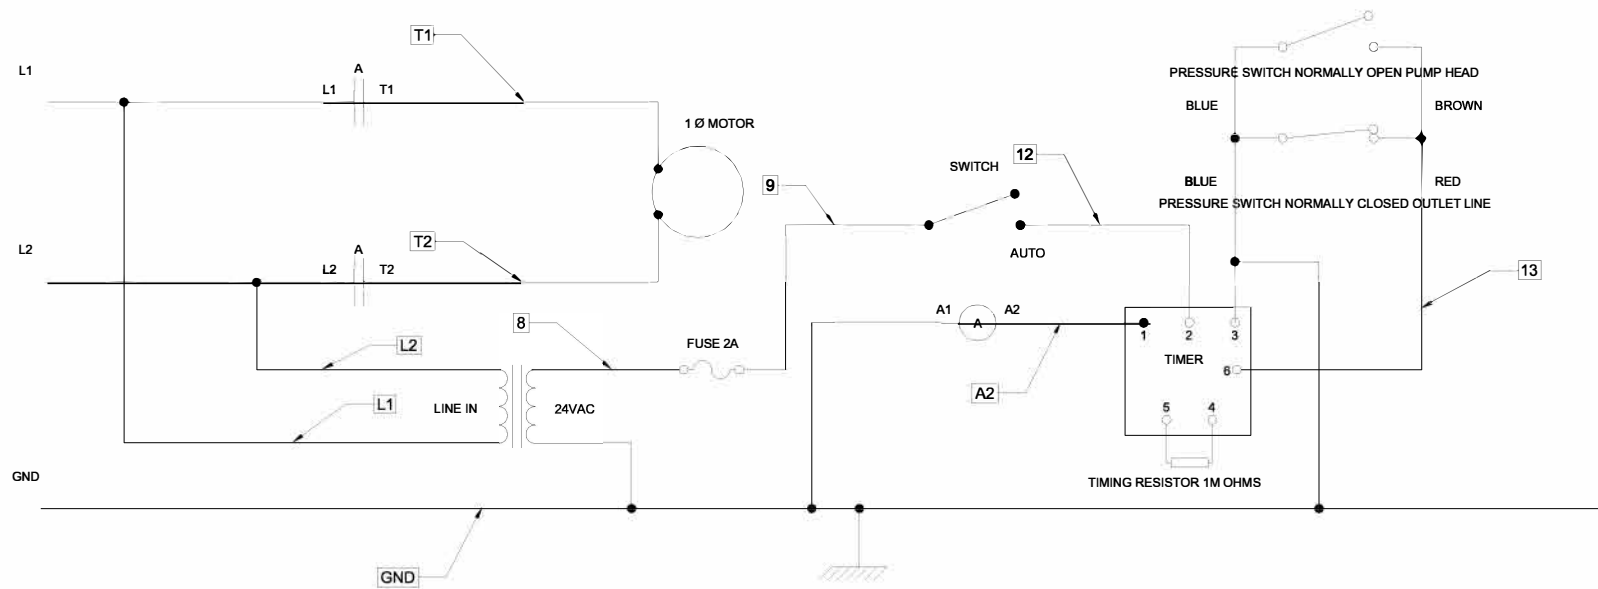 T1
L1
A
L1 T1
PRESSURE SWITCH NORMALLY OPEN PUMP HEAD
BLUE
BROWN
1 Ø MOTOR
SWITCH
12
9
BLUE
RED
PRESSURE SWITCH NORMALLY CLOSED OUTLET LINE
L2
T2
A
L2 T2
AUTO
13
A1 A2
A
8
FUSE 2A
1 2 3
TIMER
6
L2
A2
L1
LINE IN
24VAC
5 4
GND
TIMING RESISTOR 1M OHMS
GND